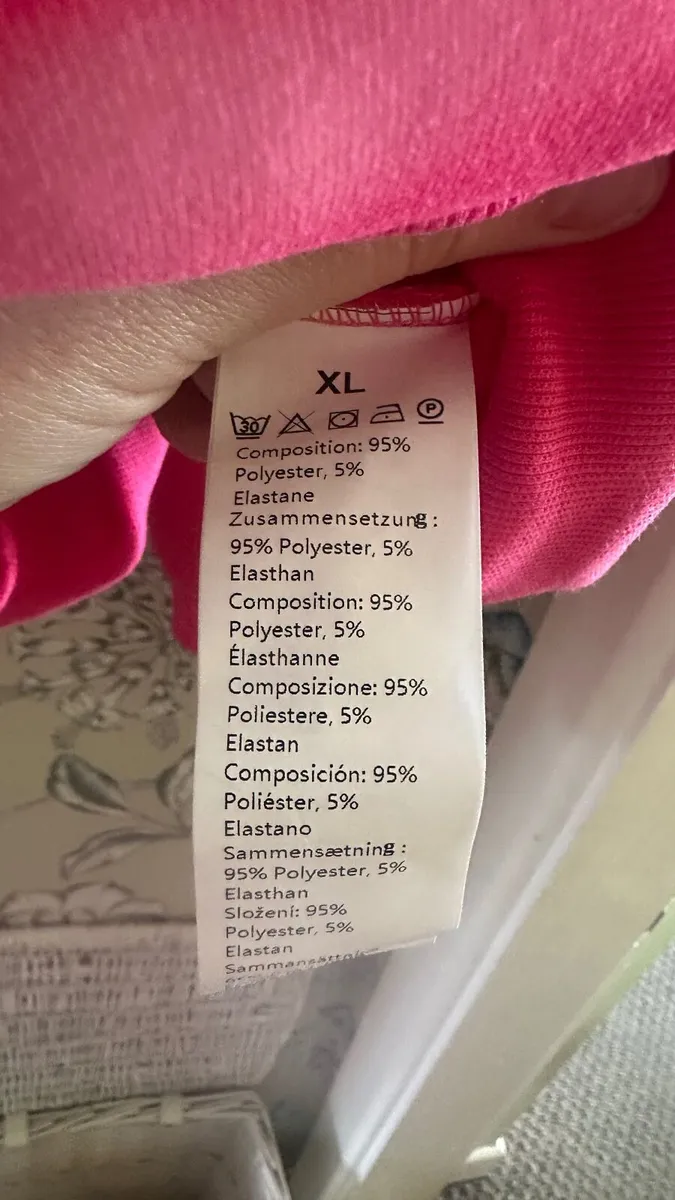 XL
30 P
Composition: 95%
Polyester, 5%
Elastane
Zusammensetzung :
95% Polyester, 5%
Elasthan
Composition: 95%
Polyester, 5%
Élasthanne
Composizione: 95%
Poliestere, 5%
Elastan
Composición: 95%
Poliéster, 5%
Elastano
Sammensætning :
95% Polyester, 5%
Elasthan
Složení: 95%
Polyester, 5%
Elastan